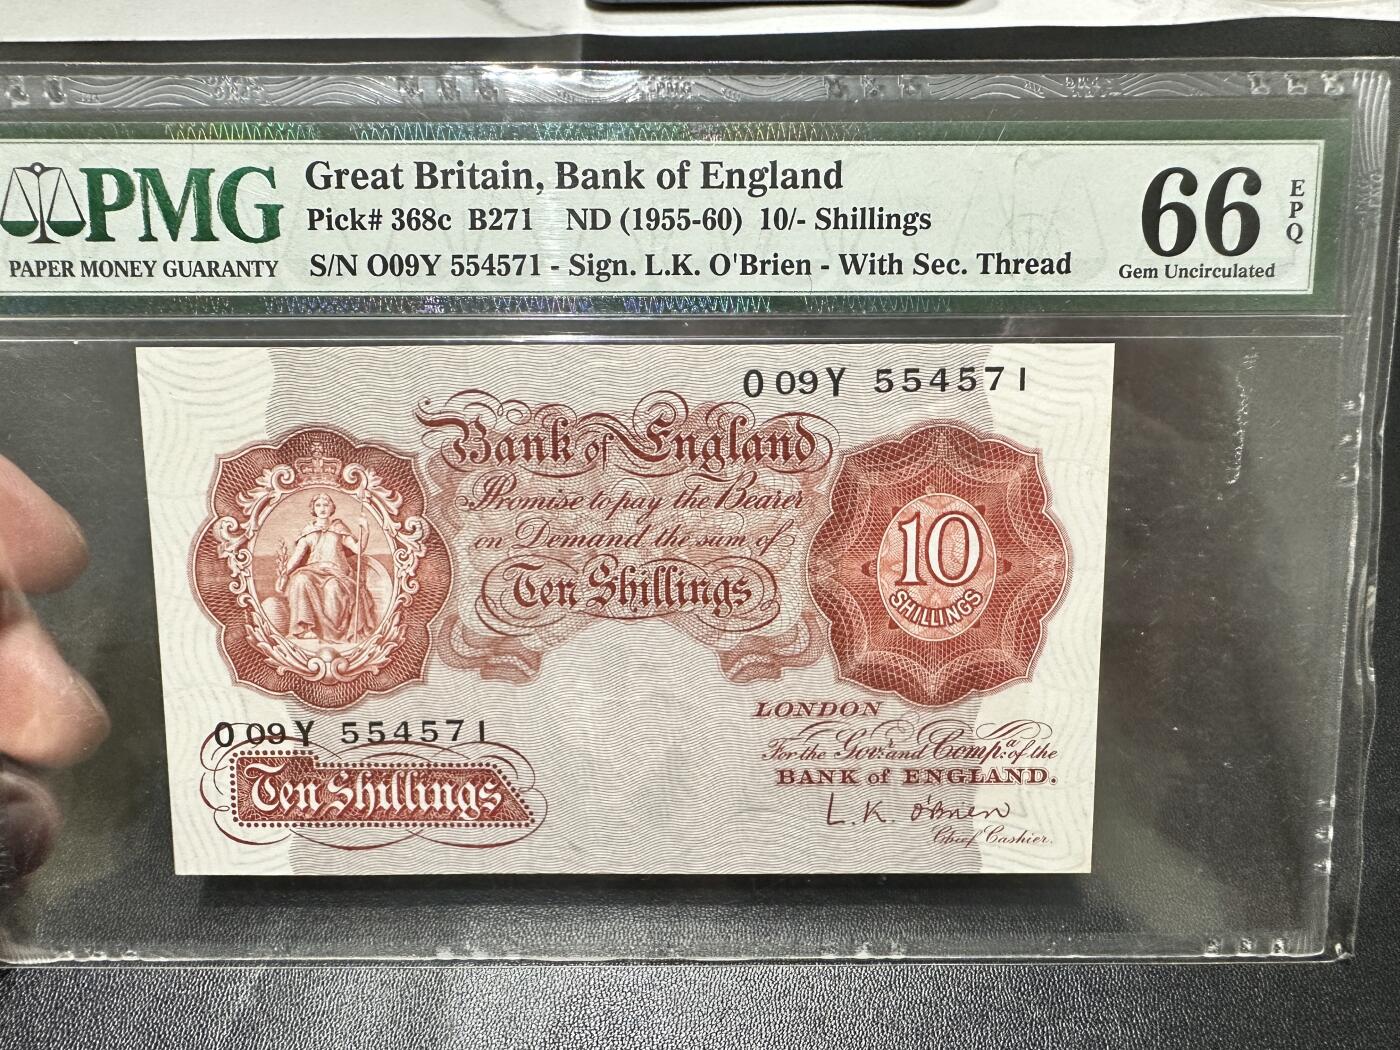 PMG
PAPER MONEY GUARANTY
Great Britain, Bank of England
Pick# 368c B271 ND (1955-60) 10/- Shillings
S/N O09Y 554571 - Sign. L.K. O'Brien - With Sec. Thread
66
EPQ
Gem Uncirculated
O 09Y 554571
Bank of England
Promise to pay the Bearer
on Demand the sum of
Ten Shillings
10
SHILLINGS
O 09Y 554571
Ten Shillings
LONDON
For the Govr. and Compa. of the
BANK of ENGLAND.
L.K. O'Brien
Chief Cashier.